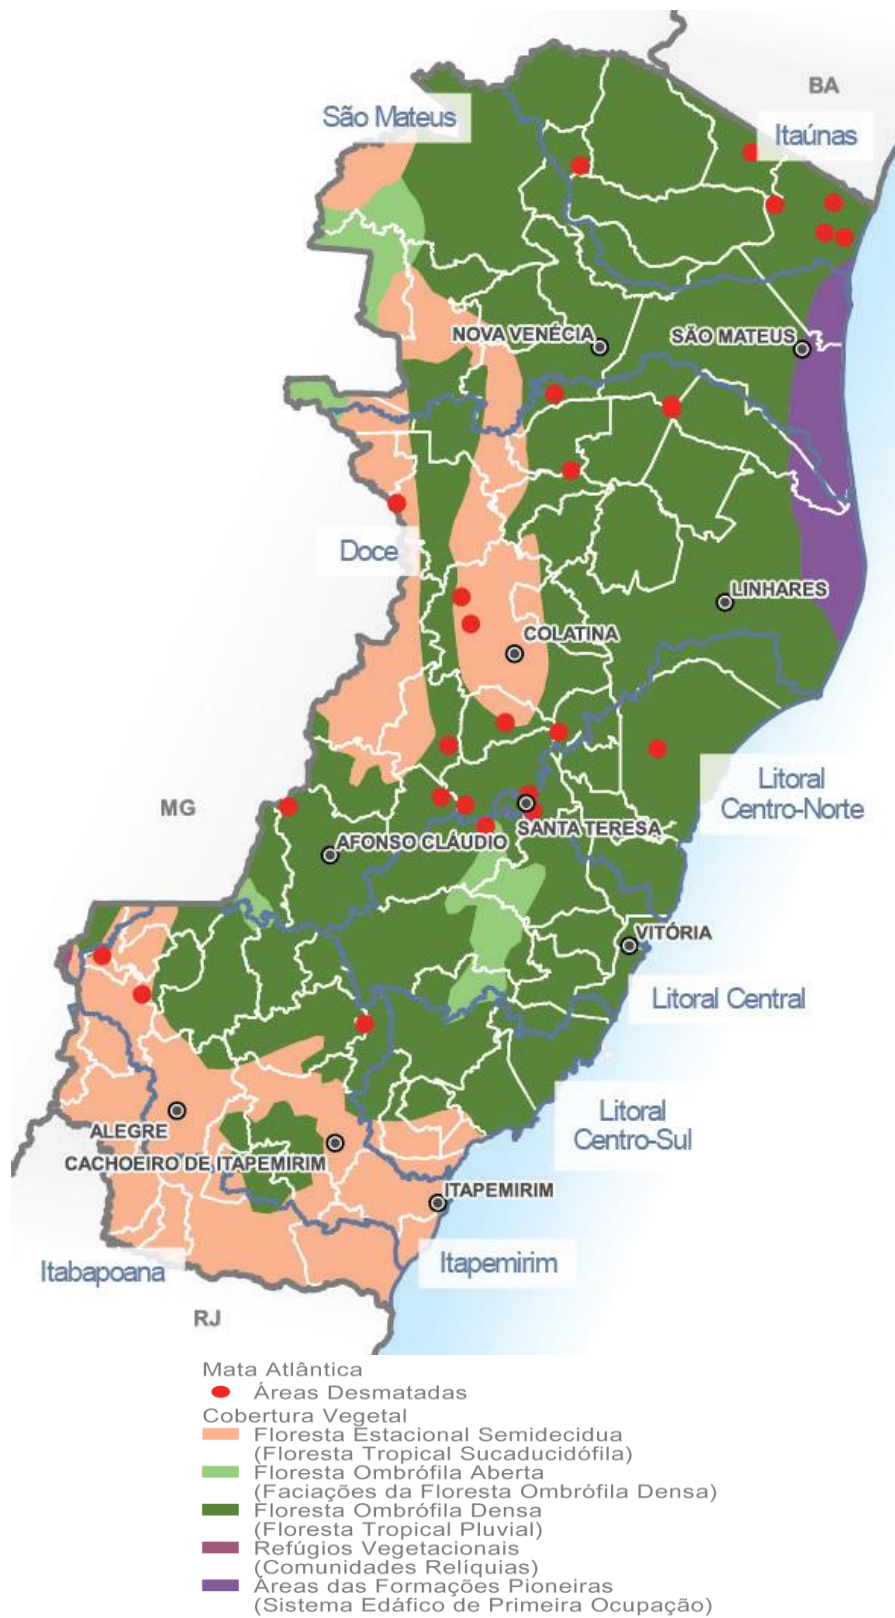 BA
São Mateus
Itaúnas
NOVA VENÉCIA
SÃO MATEUS
Doce
LINHARES
COLATINA
Litoral
Centro-Norte
MG
SANTA TERESA
AFONSO CLÁUDIO
VITÓRIA
Litoral Central
Litoral
Centro-Sul
ALEGRE
CACHOEIRO DE ITAPEMIRIM
ITAPEMIRIM
Itapemirim
Itabapoana
RJ
Mata Atlântica
Áreas Desmatadas
Cobertura Vegetal
Floresta Estacional Semidecidua
(Floresta Tropical Sucaducidófila)
Floresta Ombrófila Aberta
(Faciações da Floresta Ombrófila Densa)
Floresta Ombrófila Densa
(Floresta Tropical Pluvial)
Refúgios Vegetacionais
(Comunidades Relíquias)
Áreas das Formações Pioneiras
(Sistema Edáfico de Primeira Ocupação)